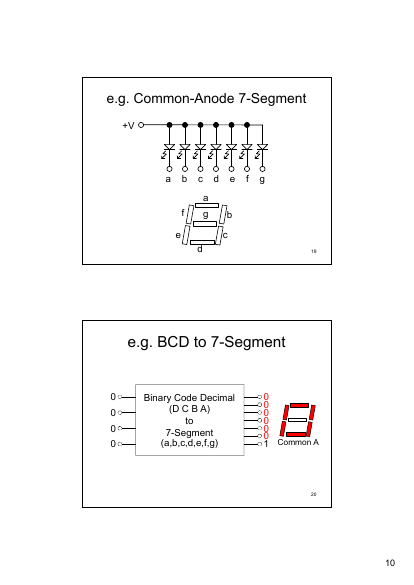 e.g. Common-Anode 7-Segment
+V
a b c d e f g
a
f g b
e c
d
19
e.g. BCD to 7-Segment
0
0
0
0
Binary Code Decimal
(D C B A)
to
7-Segment
(a,b,c,d,e,f,g)
0
0
0
0
0
0
1
Common A
20
10